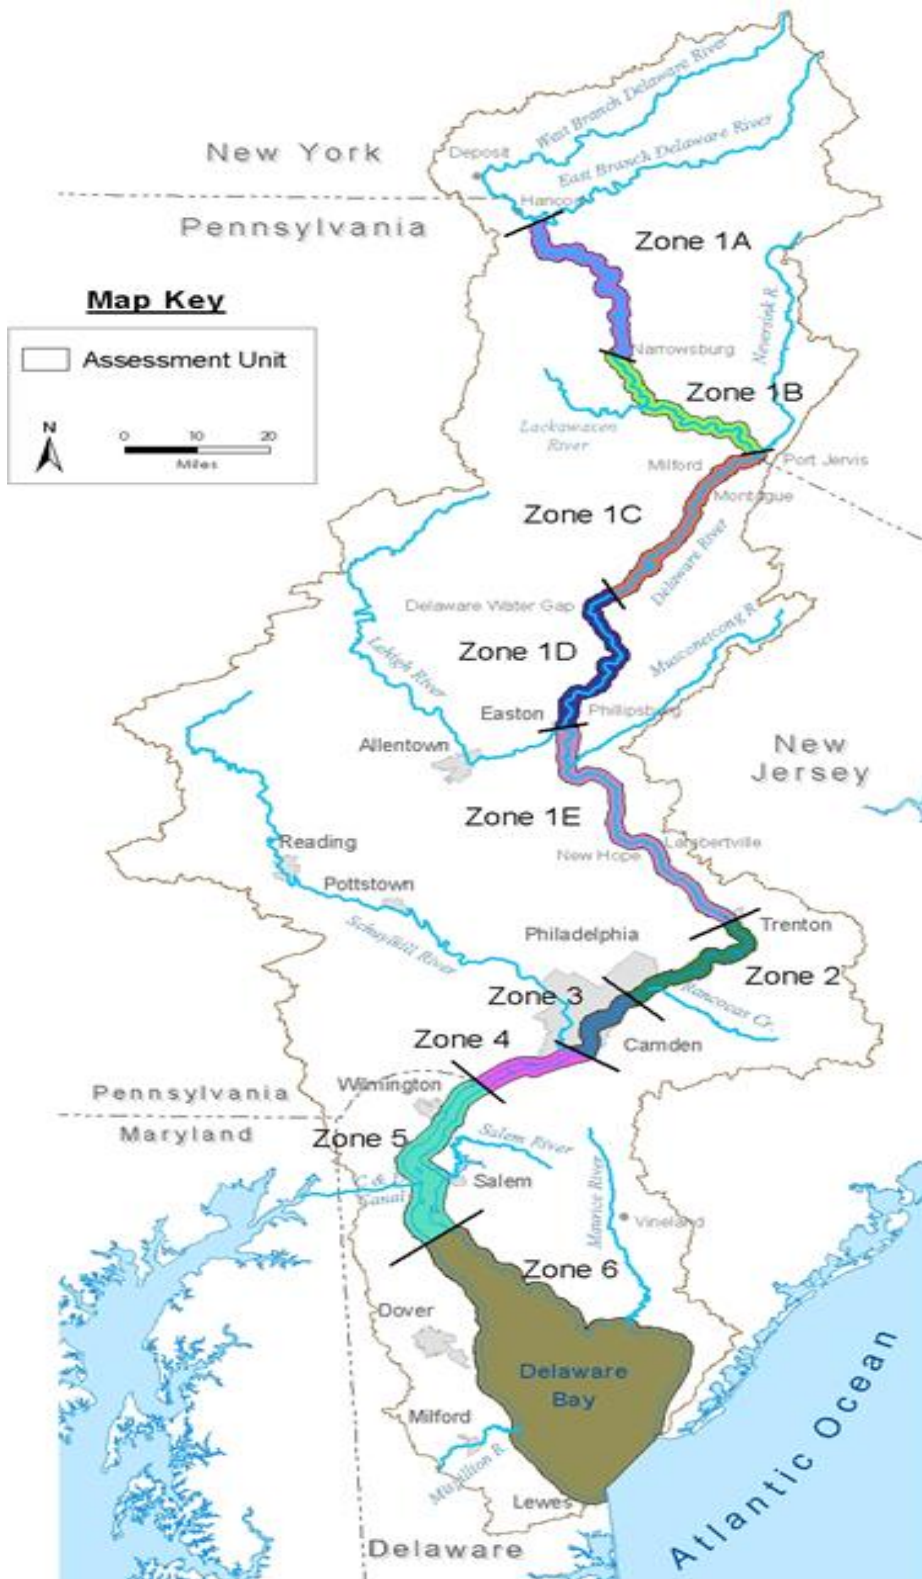 West Branch Delaware River
New York
Deposit
East Branch Delaware River
Hancock
Pennsylvania
Zone 1A
Map Key
Assessment Unit
Neversink R.
Narrowsburg
Zone 1B
N
0 10 20
Miles
Lackawaxen
River
Milford
Port Jervis
Montague
Zone 1C
Delaware River
Delaware Water Gap
Musconetcong R.
Zone 1D
Lehigh River
Easton
Phillipsburg
Allentown
New
Jersey
Zone 1E
Lambertville
New Hope
Reading
Pottstown
Trenton
Philadelphia
Schuylkill River
Zone 2
Zone 3
Rancocas Cr.
Zone 4
Camden
Wilmington
Pennsylvania
Maryland
Zone 5
Salem River
C & D
Canal
Salem
Maurice River
Vineland
Zone 6
Dover
Delaware
Bay
Milford
Mispillion R.
Lewes
Atlantic Ocean
Delaware